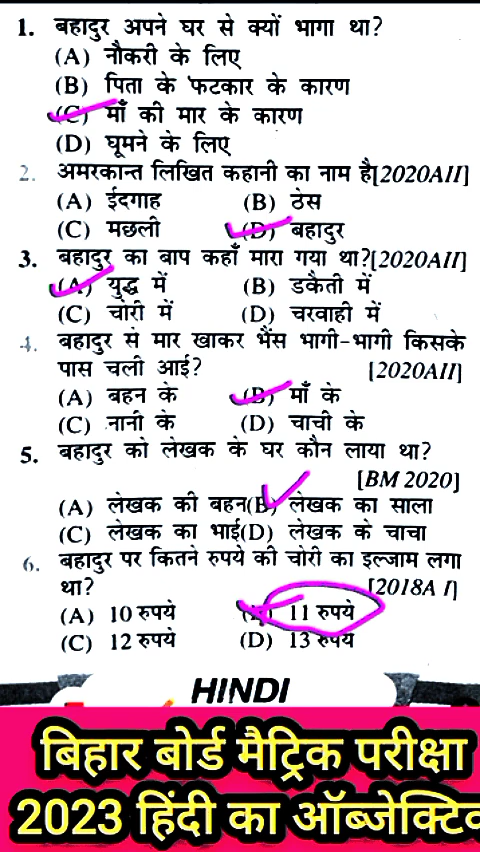 1. बहादुर अपने घर से क्यों भागा था?
(A) नौकरी के लिए
(B) पिता के फटकार के कारण
(C) माँ की मार के कारण
(D) घूमने के लिए
2. अमरकान्त लिखित कहानी का नाम है[2020AII]
(A) ईदगाह (B) ठेस
(C) मछली (D) बहादुर
3. बहादुर का बाप कहाँ मारा गया था?[2020AII]
(A) युद्ध में (B) डकैती में
(C) चोरी में (D) चरवाही में
4. बहादुर से मार खाकर भैंस भागी-भागी किसके
पास चली आई? [2020AII]
(A) बहन के (B) माँ के
(C) नानी के (D) चाची के
5. बहादुर को लेखक के घर कौन लाया था?
[BM 2020]
(A) लेखक की बहन(B) लेखक का साला
(C) लेखक का भाई(D) लेखक के चाचा
6. बहादुर पर कितने रुपये की चोरी का इल्जाम लगा
था? [2018A I]
(A) 10 रुपये 11 रुपये
(C) 12 रुपये (D) 13 रुपये
HINDI
बिहार बोर्ड मैट्रिक परीक्षा
2023 हिंदी का ऑब्जेक्टिव